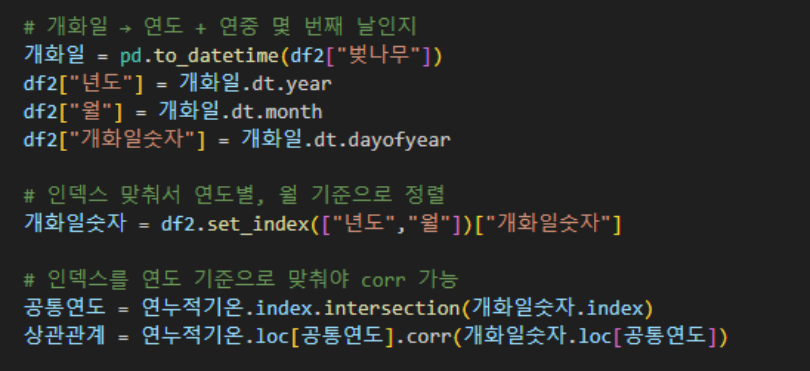 # 개화일 → 연도 + 연중 몇 번째 날인지
개화일 = pd.to_datetime(df2["벚나무"])
df2["년도"] = 개화일.dt.year
df2["월"] = 개화일.dt.month
df2["개화일숫자"] = 개화일.dt.dayofyear
# 인덱스 맞춰서 연도별, 월 기준으로 정렬
개화일숫자 = df2.set_index(["년도","월"])["개화일숫자"]
# 인덱스를 연도 기준으로 맞춰야 corr 가능
공통연도 = 연누적기온.index.intersection(개화일숫자.index)
상관관계 = 연누적기온.loc[공통연도].corr(개화일숫자.loc[공통연도])